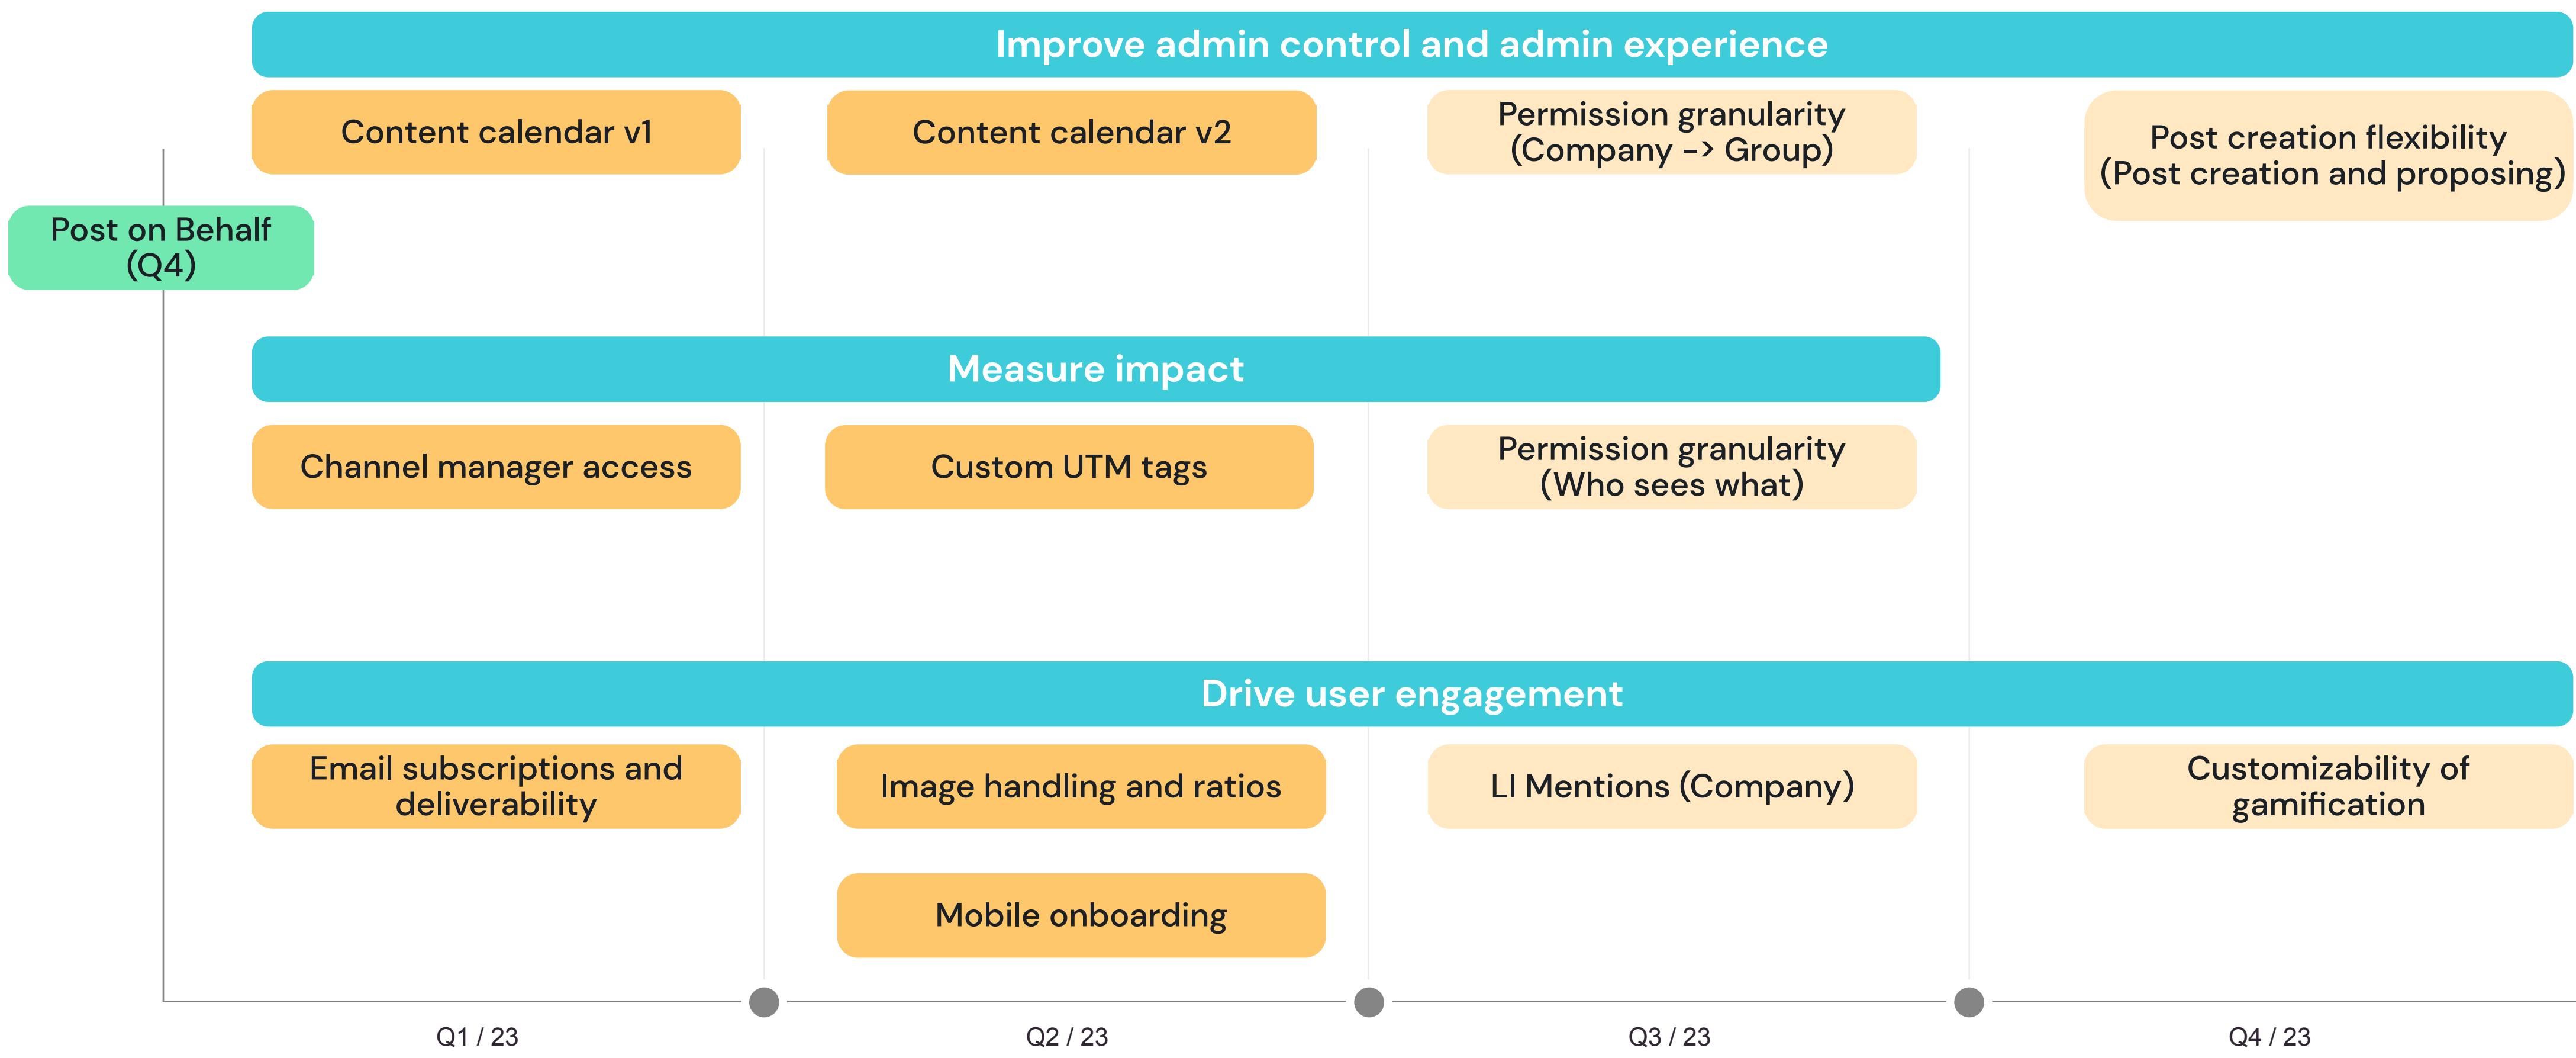 Improve admin control and admin experience
Content calendar v1
Content calendar v2
Permission granularity
(Company -> Group)
Post creation flexibility
(Post creation and proposing)
Post on Behalf
(Q4)
Measure impact
Channel manager access
Custom UTM tags
Permission granularity
(Who sees what)
Drive user engagement
Email subscriptions and
deliverability
Image handling and ratios
LI Mentions (Company)
Customizability of
gamification
Mobile onboarding
Q1 / 23
Q2 / 23
Q3 / 23
Q4 / 23